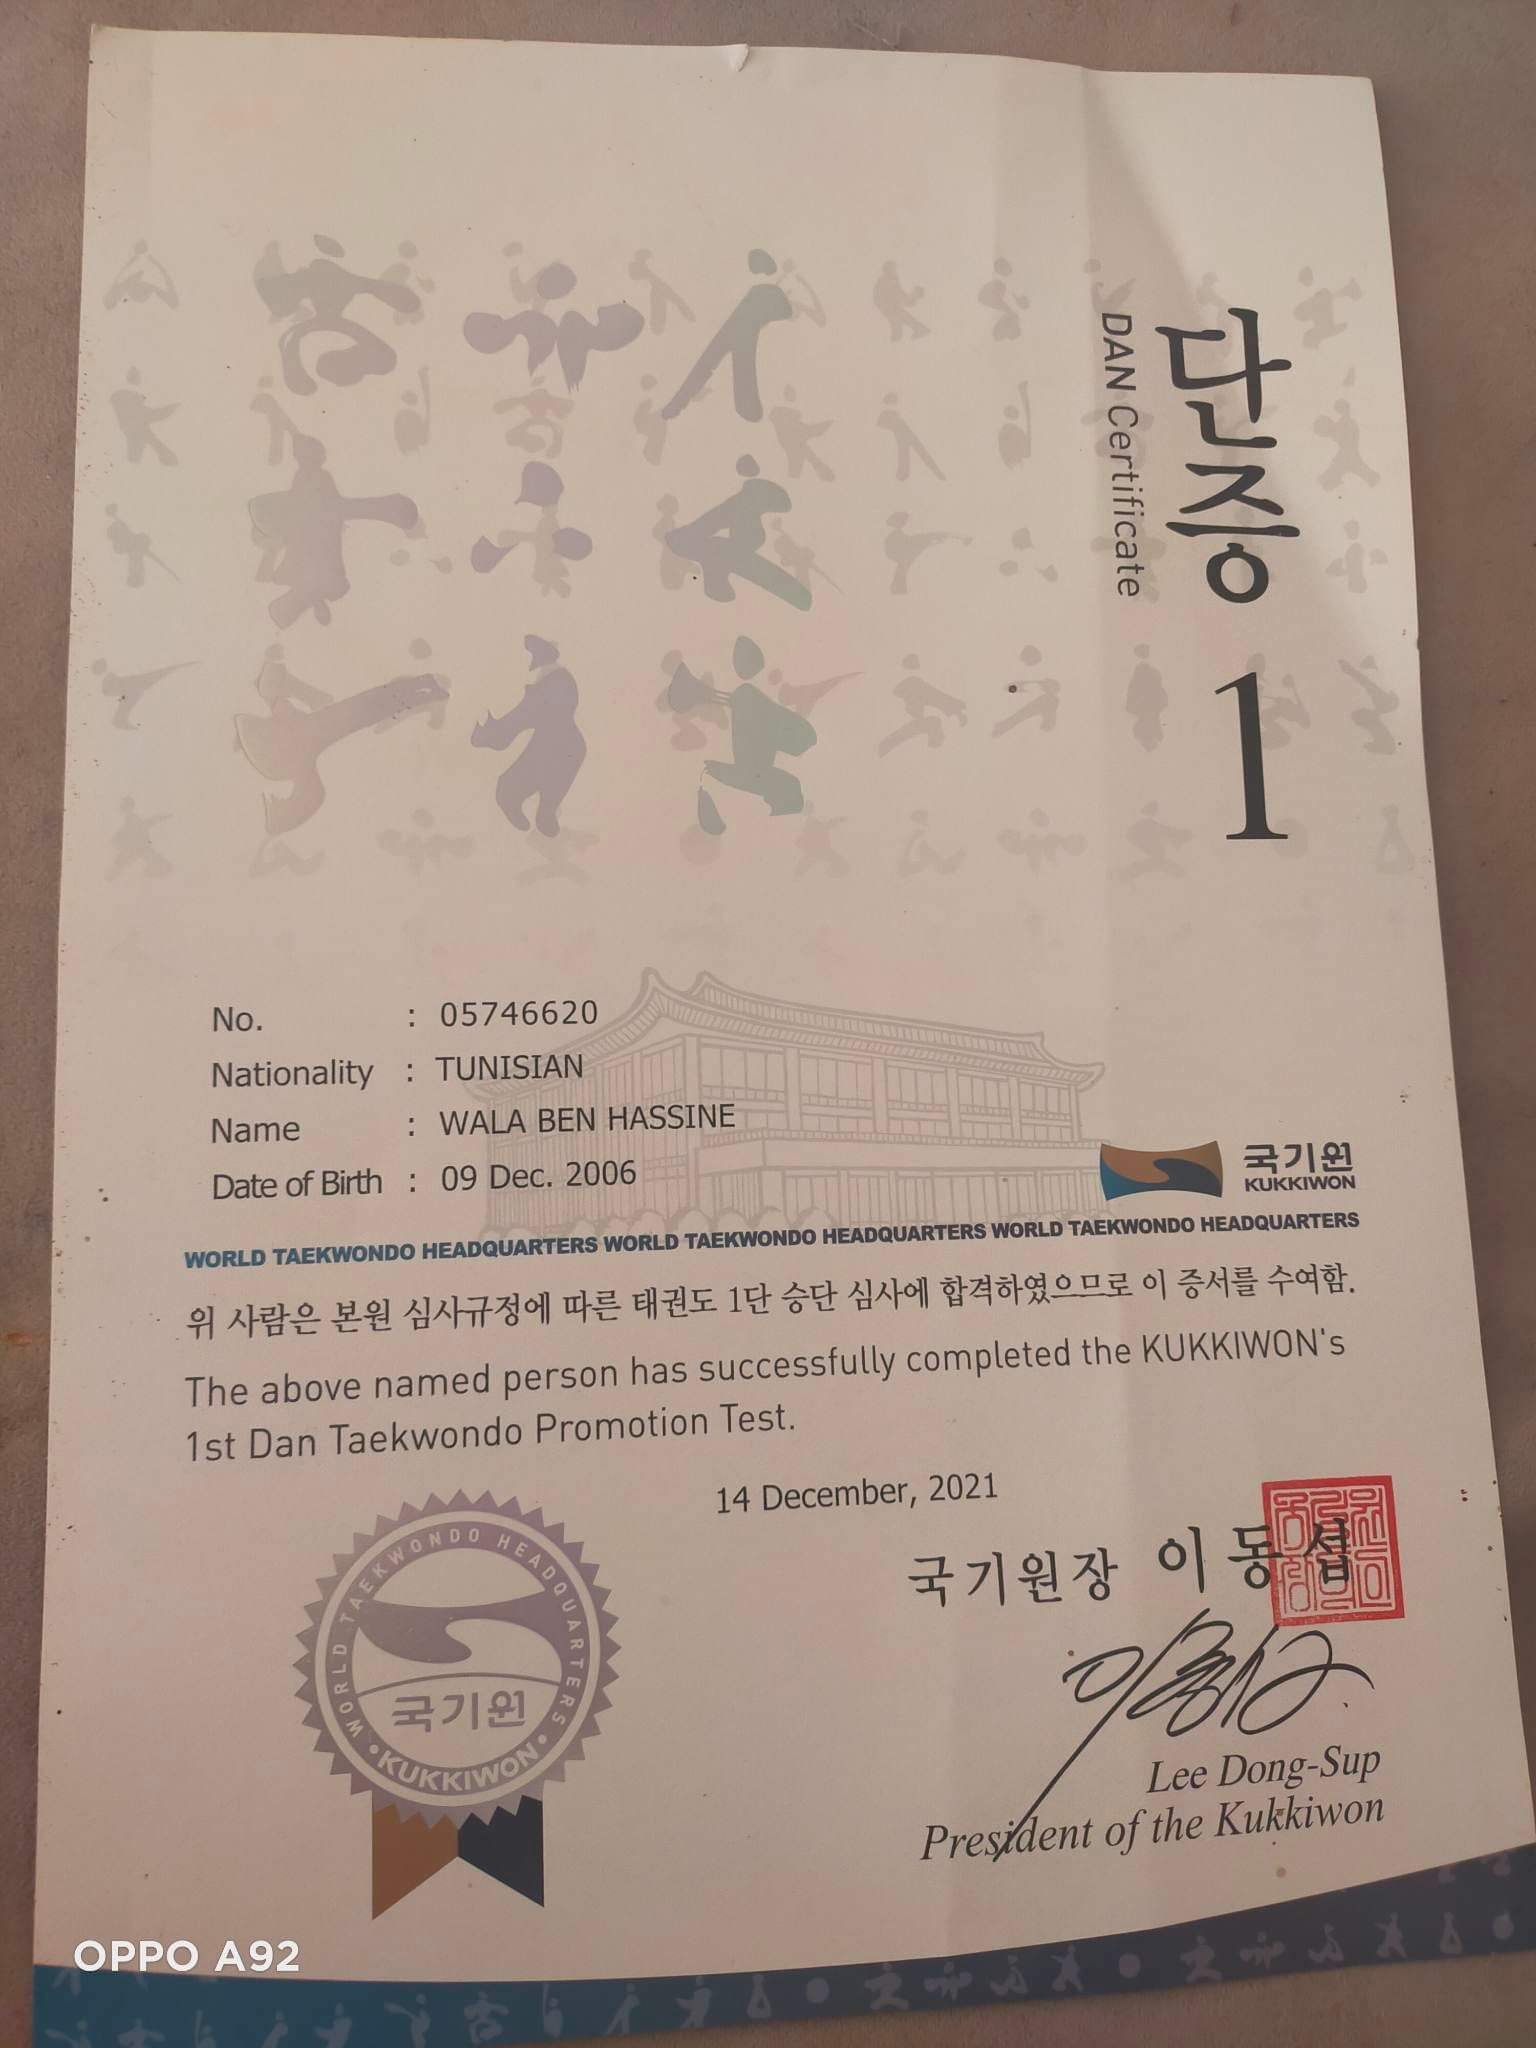 단증 1
DAN Certificate
No. : 05746620
Nationality : TUNISIAN
Name : WALA BEN HASSINE
Date of Birth : 09 Dec. 2006
국기원
KUKKIWON
WORLD TAEKWONDO HEADQUARTERS WORLD TAEKWONDO HEADQUARTERS WORLD TAEKWONDO HEADQUARTERS
위 사람은 본원 심사규정에 따른 태권도 1단 승단 심사에 합격하였으므로 이 증서를 수여함.
The above named person has successfully completed the KUKKIWON's
1st Dan Taekwondo Promotion Test.
14 December, 2021
국기원장 이동섭
Lee Dong-Sup
President of the Kukkiwon
WORLD TAEKWONDO HEADQUARTERS
국기원
• KUKKIWON •
OPPO A92